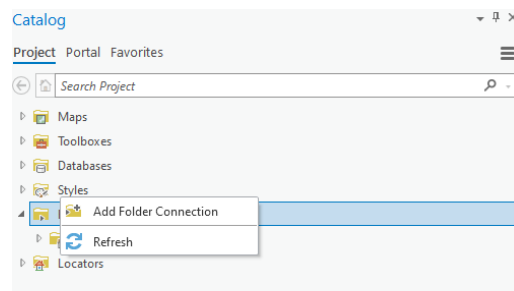 Catalog
Project Portal Favorites
Search Project
Maps
Toolboxes
Databases
Styles
Add Folder Connection
Refresh
Locators